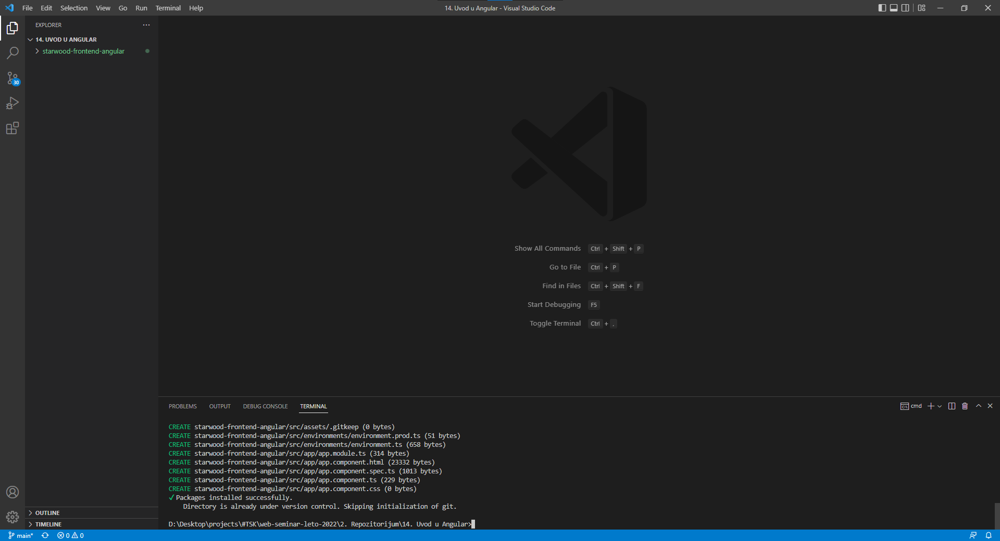 File Edit Selection View Go Run Terminal Help
14. Uvod u Angular - Visual Studio Code
EXPLORER
14. UVOD U ANGULAR
starwood-frontend-angular
30
Show All Commands Ctrl + Shift + P
Go to File Ctrl + P
Find in Files Ctrl + Shift + F
Start Debugging F5
Toggle Terminal Ctrl + .
PROBLEMS OUTPUT DEBUG CONSOLE TERMINAL
cmd
CREATE starwood-frontend-angular/src/assets/.gitkeep (0 bytes)
CREATE starwood-frontend-angular/src/environments/environment.prod.ts (51 bytes)
CREATE starwood-frontend-angular/src/environments/environment.ts (658 bytes)
CREATE starwood-frontend-angular/src/app/app.module.ts (314 bytes)
CREATE starwood-frontend-angular/src/app/app.component.html (23332 bytes)
CREATE starwood-frontend-angular/src/app/app.component.spec.ts (1013 bytes)
CREATE starwood-frontend-angular/src/app/app.component.ts (229 bytes)
CREATE starwood-frontend-angular/src/app/app.component.css (0 bytes)
✓ Packages installed successfully.
Directory is already under version control. Skipping initialization of git.
D:\Desktop\projects\#TSK\web-seminar-leto-2022\2. Repozitorijum\14. Uvod u Angular>
OUTLINE
TIMELINE
main* 0 0